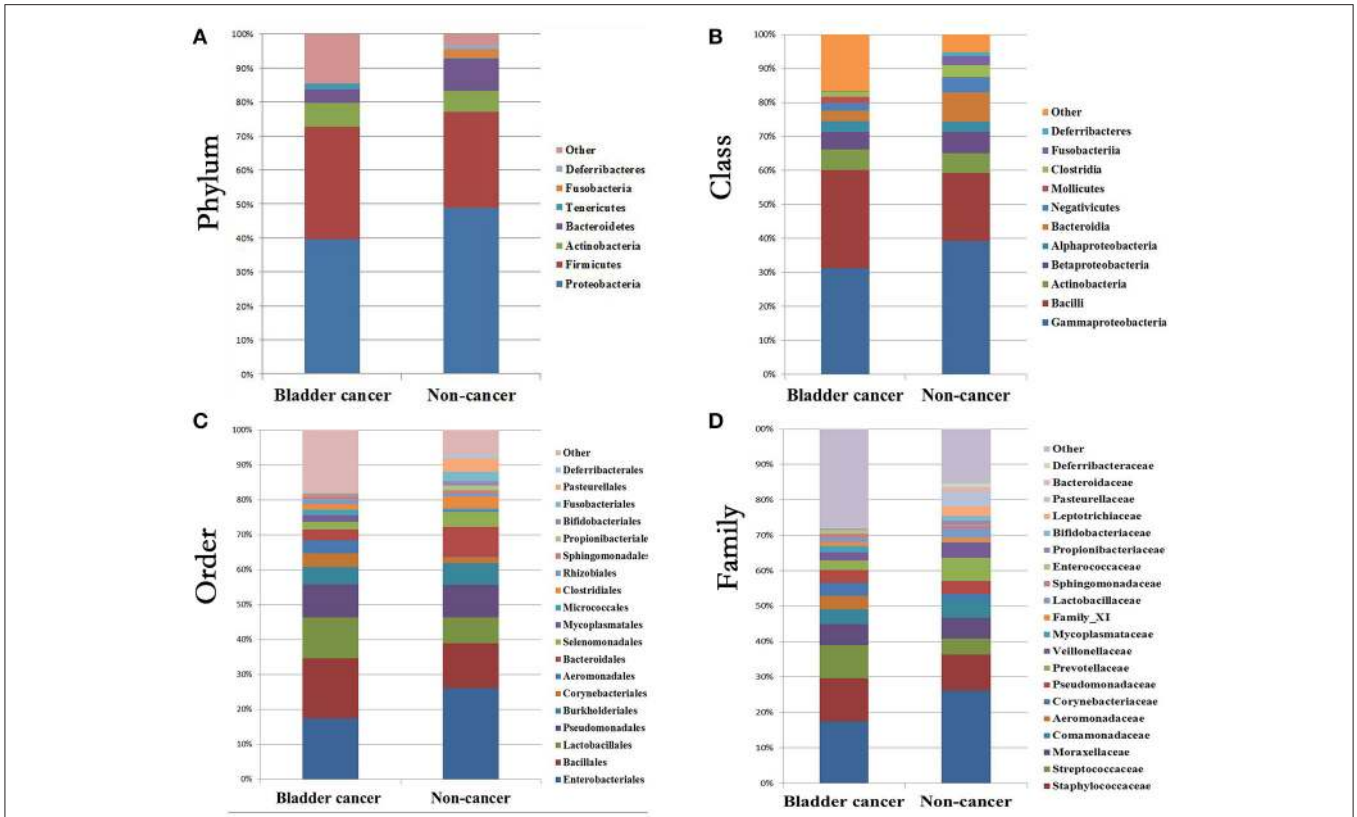 A
100%
90%
80%
70%
60%
50%
40%
30%
20%
10%
0%
Phylum
Bladder cancer Non-cancer
Other
Deferribacteres
Fusobacteria
Tenericutes
Bacteroidetes
Actinobacteria
Firmicutes
Proteobacteria
B
100%
90%
80%
70%
60%
50%
40%
30%
20%
10%
0%
Class
Bladder cancer Non-cancer
Other
Deferribacteres
Fusobacteriia
Clostridia
Mollicutes
Negativicutes
Bacteroidia
Alphaproteobacteria
Betaproteobacteria
Actinobacteria
Bacilli
Gammaproteobacteria
C
100%
90%
80%
70%
60%
50%
40%
30%
20%
10%
0%
Order
Bladder cancer Non-cancer
Other
Deferribacterales
Pasteurellales
Fusobacteriales
Bifidobacteriales
Propionibacteriale
Sphingomonadales
Rhizobiales
Clostridiales
Micrococcales
Mycoplasmatales
Selenomonadales
Bacteroidales
Aeromonadales
Corynebacteriales
Burkholderiales
Pseudomonadales
Lactobacillales
Bacillales
Enterobacteriales
D
00%
90%
80%
70%
60%
50%
40%
30%
20%
10%
0%
Family
Bladder cancer Non-cancer
Other
Deferribacteraceae
Bacteroidaceae
Pasteurellaceae
Leptotrichiaceae
Bifidobacteriaceae
Propionibacteriaceae
Enterococcaceae
Sphingomonadaceae
Lactobacillaceae
Family_XI
Mycoplasmataceae
Veillonellaceae
Prevotellaceae
Pseudomonadaceae
Corynebacteriaceae
Aeromonadaceae
Comamonadaceae
Moraxellaceae
Streptococcaceae
Staphylococcaceae